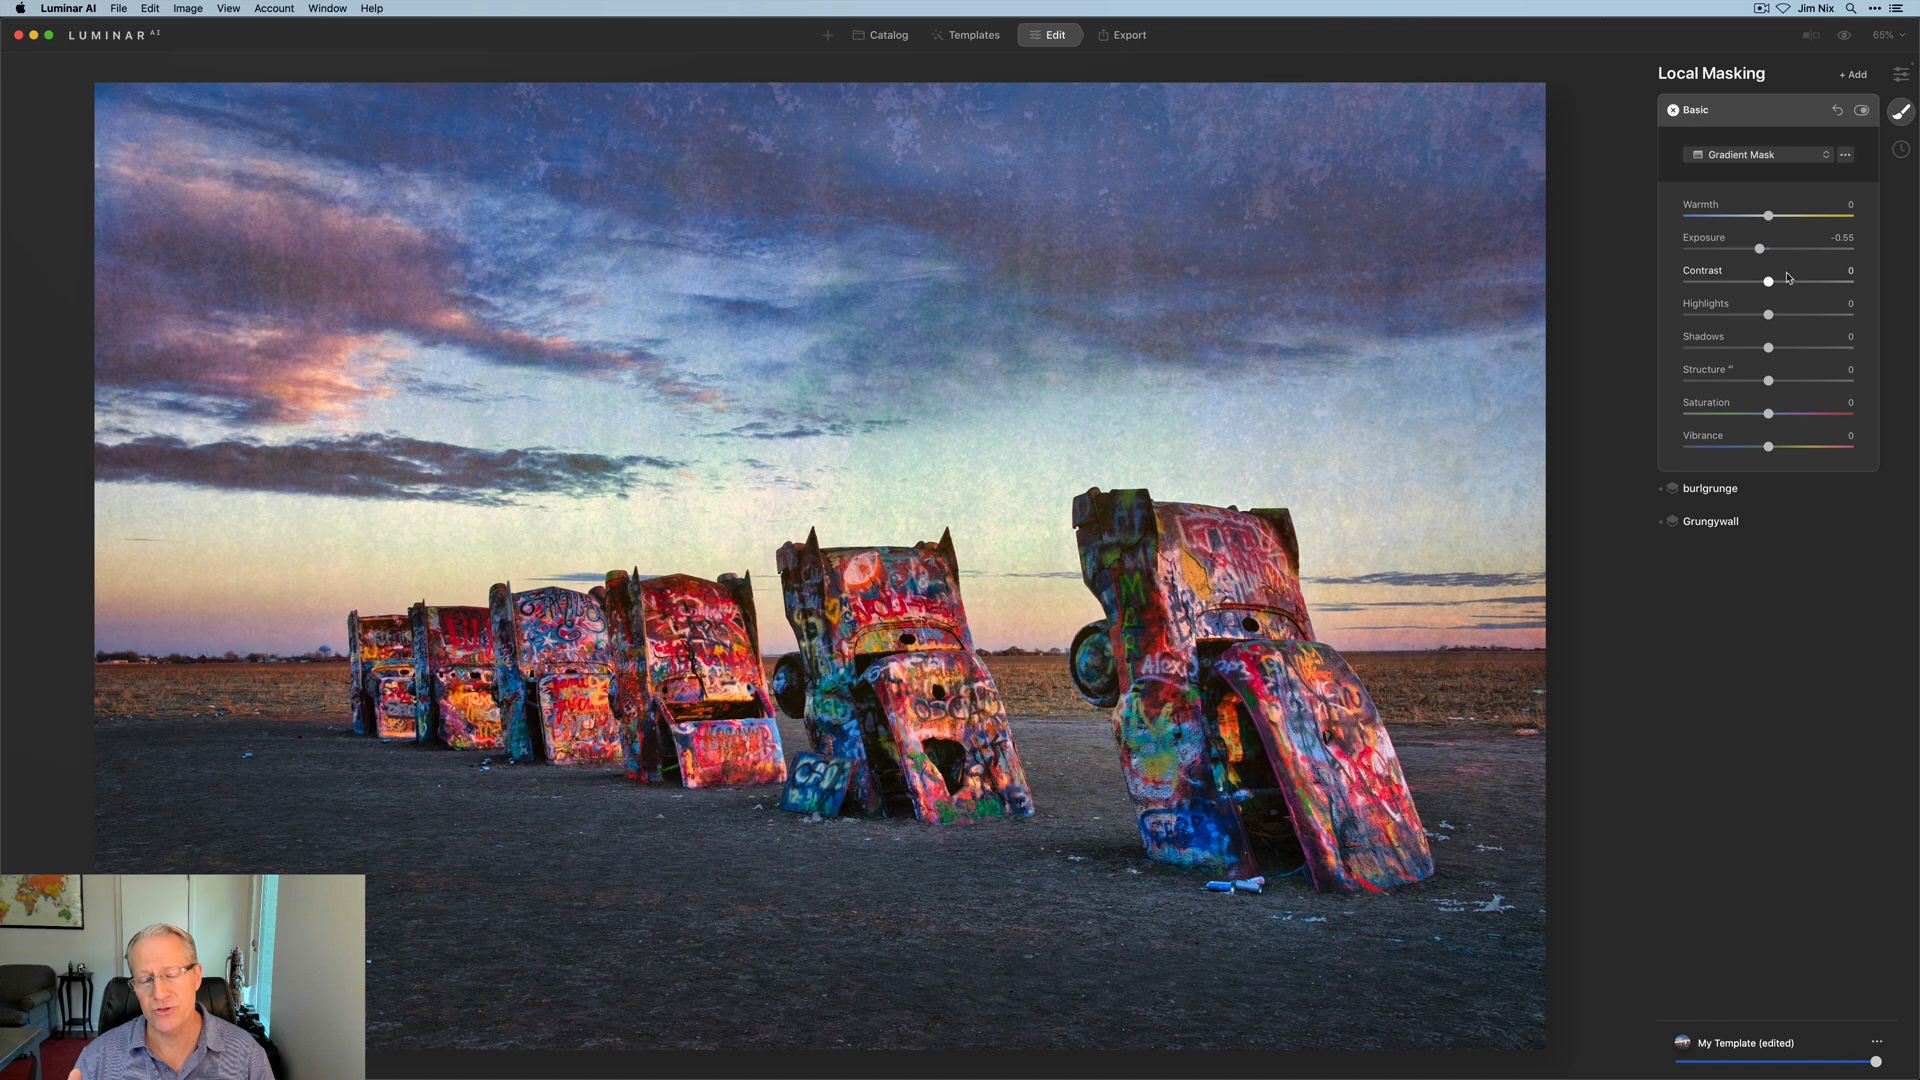 Luminar AI File Edit Image View Account Window Help Jim Nix
LUMINAR AI Catalog Templates Edit Export 65%
Local Masking + Add
Basic
Gradient Mask
Warmth 0
Exposure -0.55
Contrast 0
Highlights 0
Shadows 0
Structure AI 0
Saturation 0
Vibrance 0
burlgrunge
Grungywall
My Template (edited)
Alex